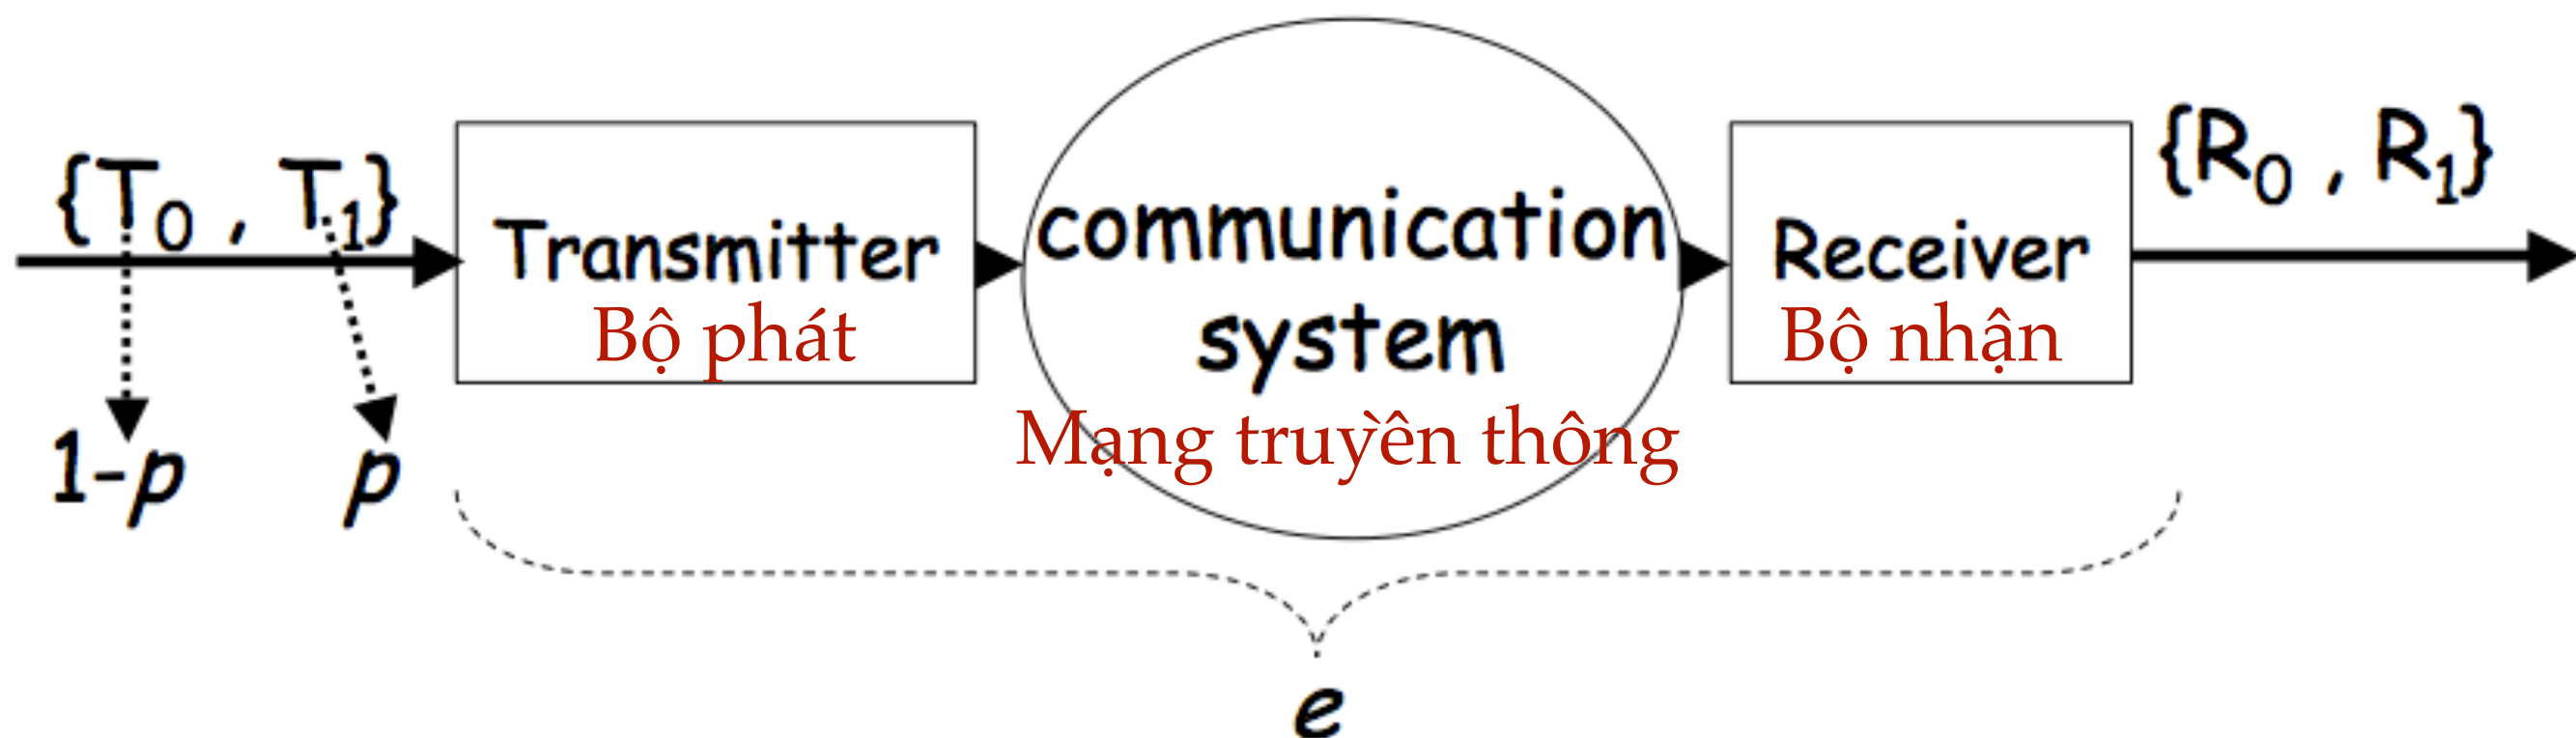 {T₀ , T₁}
1-p
p
Transmitter
Bộ phát
communication
system
Mạng truyền thông
Receiver
Bộ nhận
{R₀ , R₁}
e